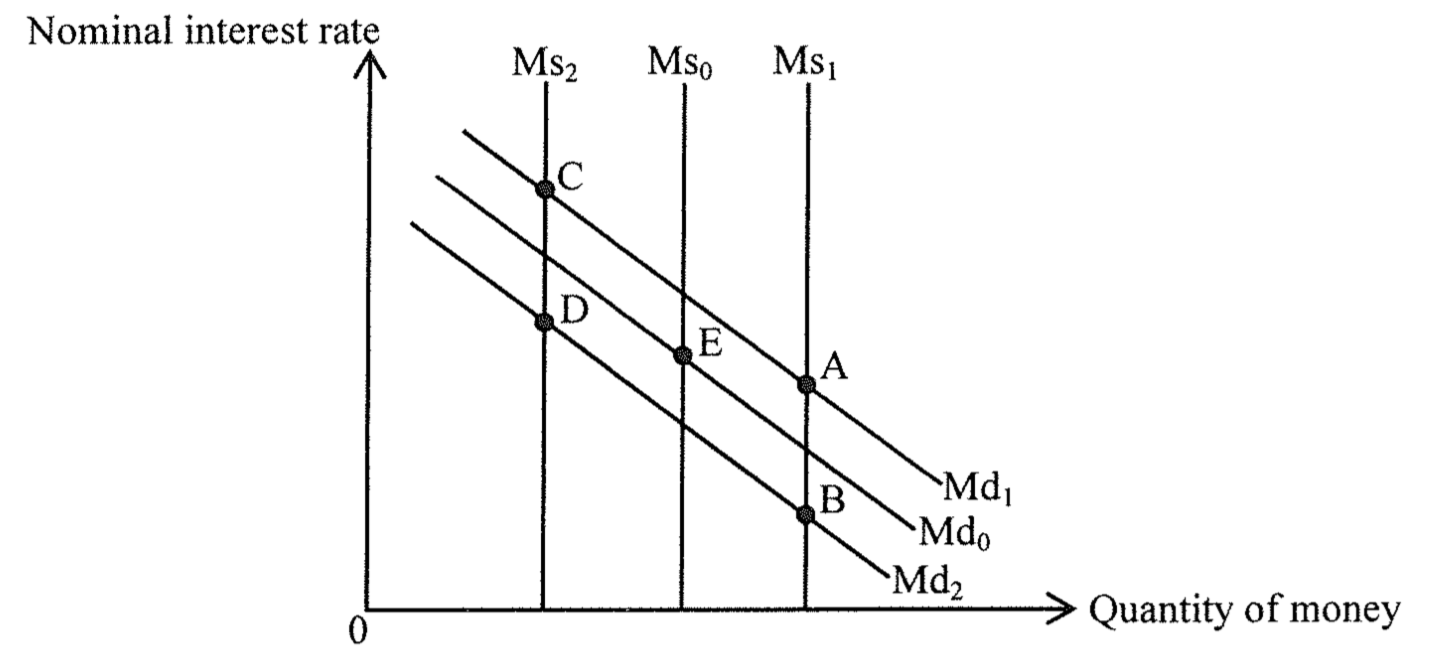 Nominal interest rate
Ms₂ Ms₀ Ms₁
C
D
E
A
B
Md₁
Md₀
Md₂
0
Quantity of money